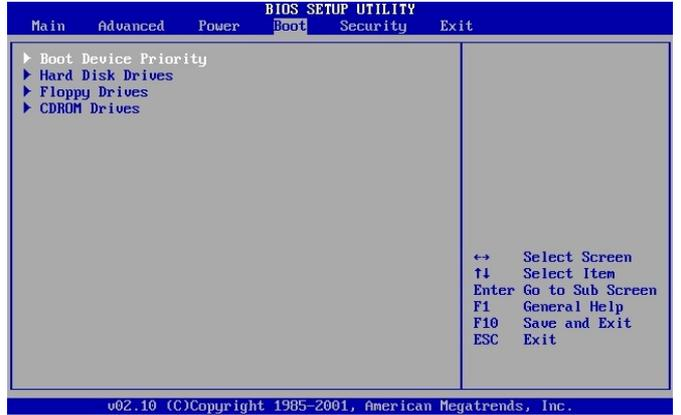 BIOS SETUP UTILITY
Main Advanced Power Boot Security Exit
Boot Device Priority
Hard Disk Drives
Floppy Drives
CDROM Drives
↔ Select Screen
↑↓ Select Item
Enter Go to Sub Screen
F1 General Help
F10 Save and Exit
ESC Exit
v02.10 (C)Copyright 1985-2001, American Megatrends, Inc.